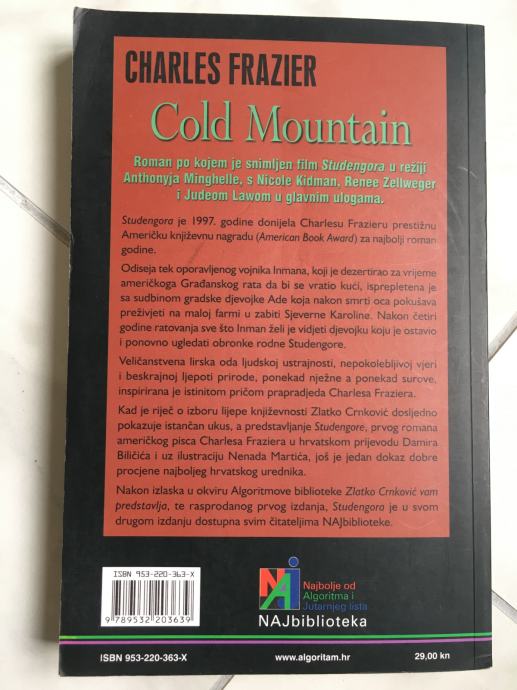 CHARLES FRAZIER
Cold Mountain
Roman po kojem je snimljen film Studengora u režiji
Anthonyja Minghelle, s Nicole Kidman, Renee Zellweger
i Judeom Lawom u glavnim ulogama.
Studengora je 1997. godine donijela Charlesu Frazieru prestižnu
Američku književnu nagradu (American Book Award) za najbolji roman
godine.
Odiseja tek oporavljenog vojnika Inmana, koji je dezertirao za vrijeme
američkoga Građanskog rata da bi se vratio kući, isprepletena je
sa sudbinom gradske djevojke Ade koja nakon smrti oca pokušava
preživjeti na maloj farmi u zabiti Sjeverne Karoline. Nakon četiri
godine ratovanja sve što Inman želi je vidjeti djevojku koju je ostavio
i ponovno ugledati obronke rodne Studengore.
Veličanstvena lirska oda ljudskoj ustrajnosti, nepokolebljivoj vjeri
i beskrajnoj ljepoti prirode, ponekad nježne a ponekad surove,
inspirirana je istinitom pričom prapradjeda Charlesa Fraziera.
Kad je riječ o izboru lijepe književnosti Zlatko Crnković dosljedno
pokazuje istančan ukus, a predstavljanje Studengore, prvog romana
američkog pisca Charlesa Fraziera u hrvatskom prijevodu Damira
Biličića i uz ilustraciju Nenada Martića, još je jedan dokaz dobre
procjene najboljeg hrvatskog urednika.
Nakon izlaska u okviru Algoritmove biblioteke Zlatko Crnković vam
predstavlja, te rasprodanog prvog izdanja, Studengora je u svom
drugom izdanju dostupna svim čitateljima NAJbiblioteke.
ISBN 953-220-363-X
9 789532 203639
NAJ
Najbolje od
Algoritma i
Jutarnjeg lista
NAJbiblioteka
ISBN 953-220-363-X
www.algoritam.hr
29,00 kn